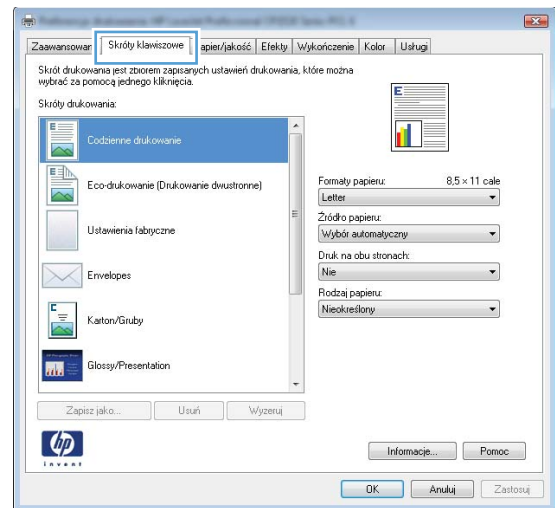 Zaawansowan Skróty klawiszowe apier/jakość Efekty Wykończenie Kolor Usługi
Skrót drukowania jest zbiorem zapisanych ustawień drukowania, które można
wybrać za pomocą jednego kliknięcia.
Skróty drukowania:
E
Codzienne drukowanie
Eco-drukowanie (Drukowanie dwustronne)
Ustawienia fabryczne
Envelopes
Karton/Gruby
Glossy/Presentation
Zapisz jako... Usuń Wyzeruj
E
Formaty papieru: 8,5 × 11 cale
Letter
Źródło papieru:
Wybór automatyczny
Druk na obu stronach:
Nie
Rodzaj papieru:
Nieokreślony
hp
invent
Informacje... Pomoc
OK Anuluj Zastosuj